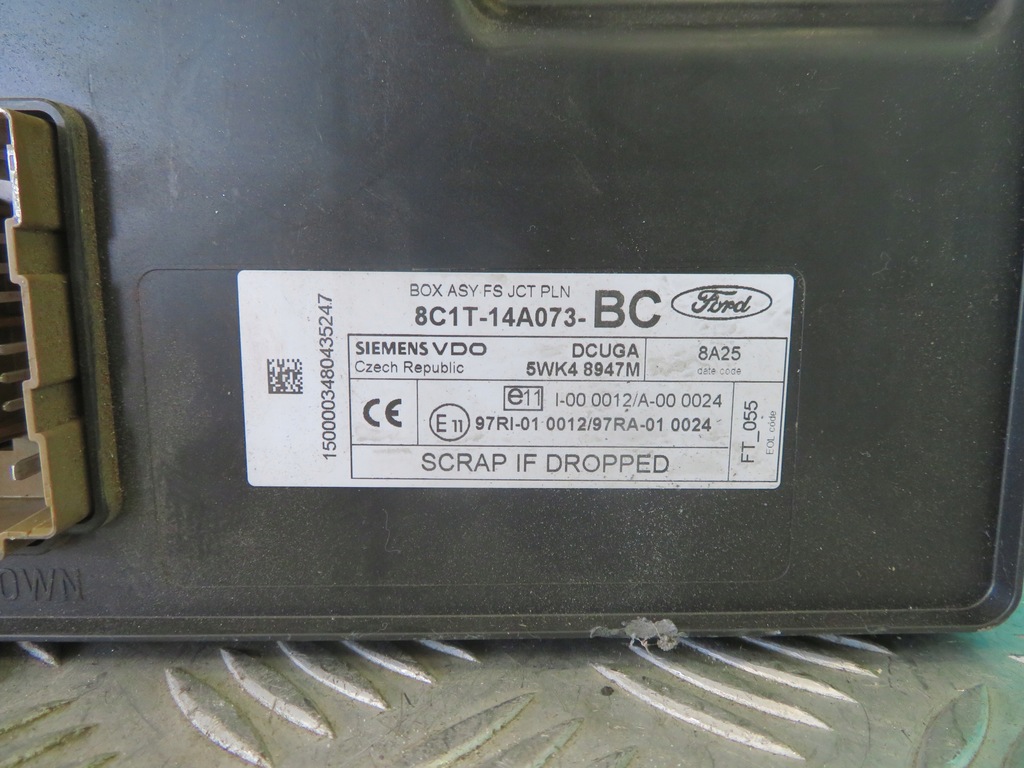 BOX ASY FS JCT PLN
8C1T-14A073-BC Ford
150000348043​5247
SIEMENS VDO DCUGA 8A25
Czech Republic 5WK4 8947M date code
CE e11 I-00 0012/A-00 0024
E11 97RI-01 0012/97RA-01 0024
SCRAP IF DROPPED
FT_055
EOL code
OWN